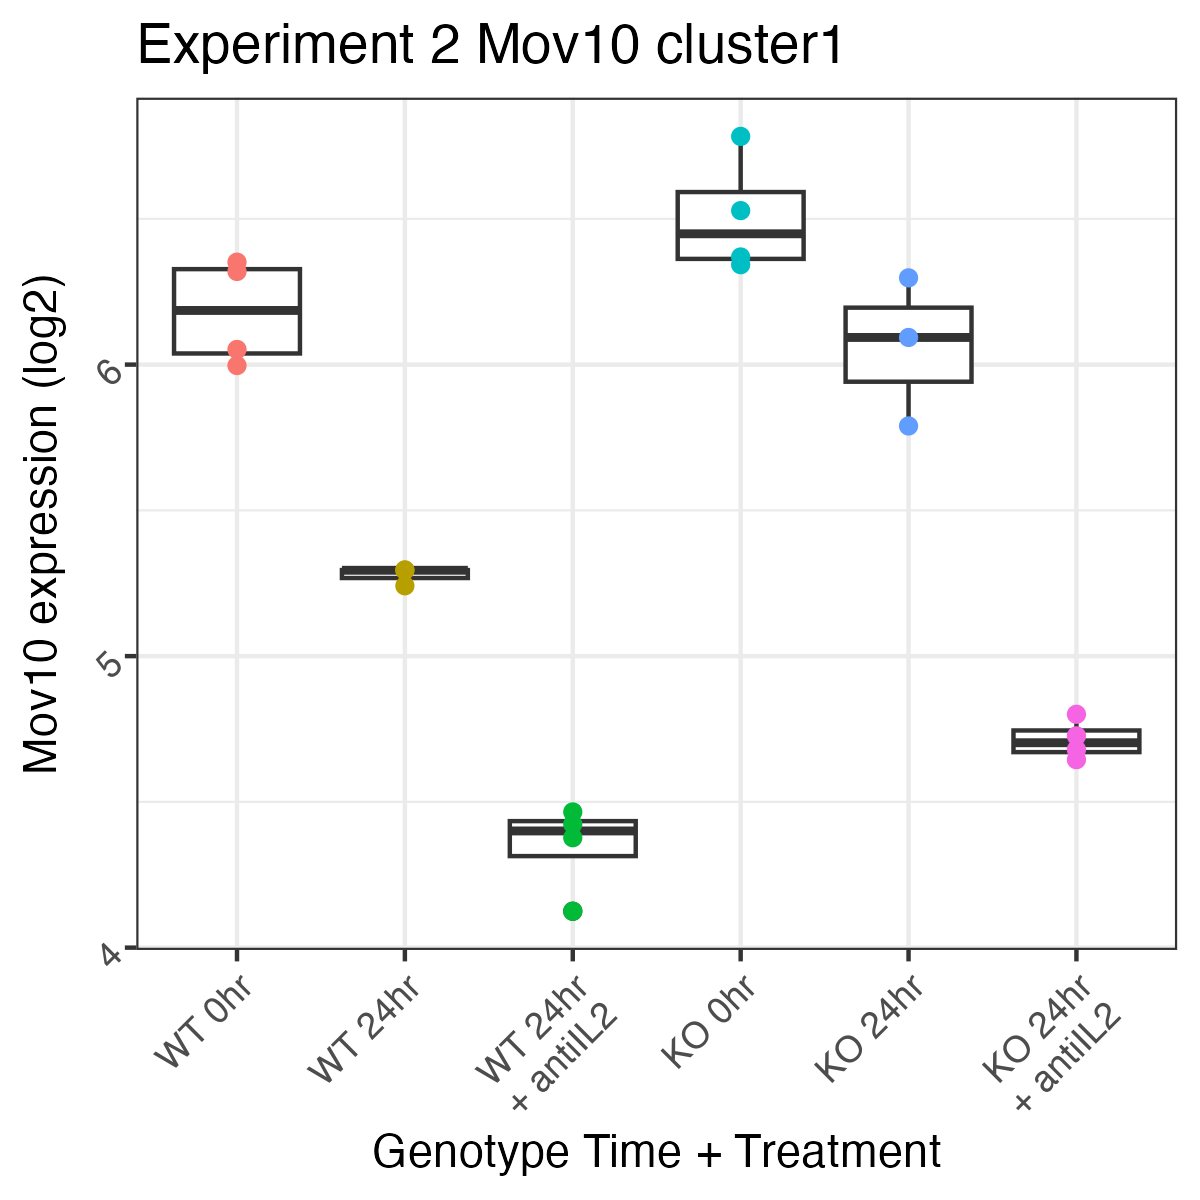 Experiment 2 Mov10 cluster1
Mov10 expression (log2)
6
5
4
WT 0hr
WT 24hr
WT 24hr
+ antiIL2
KO 0hr
KO 24hr
KO 24hr
+ antiIL2
Genotype Time + Treatment